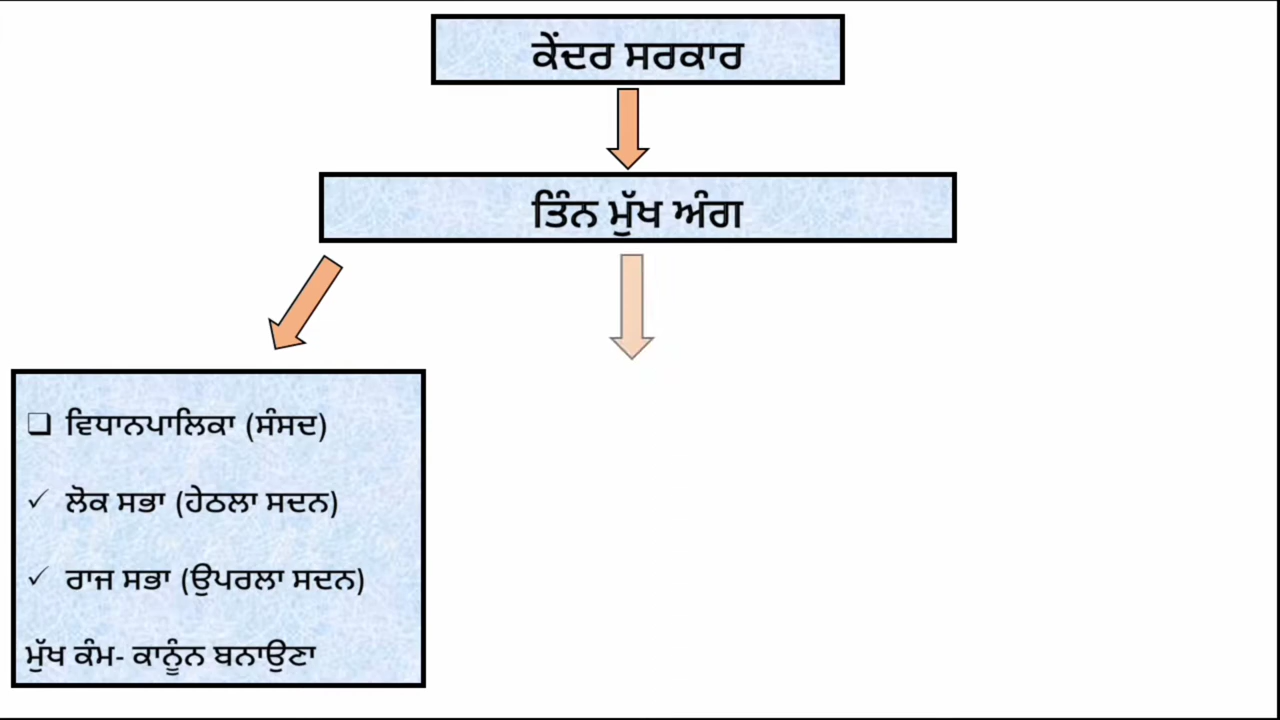 ਕੇਂਦਰ ਸਰਕਾਰ
ਤਿੰਨ ਮੁੱਖ ਅੰਗ
❑ ਵਿਧਾਨਪਾਲਿਕਾ (ਸੰਸਦ)
✓ ਲੋਕ ਸਭਾ (ਹੇਠਲਾ ਸਦਨ)
✓ ਰਾਜ ਸਭਾ (ਉਪਰਲਾ ਸਦਨ)
ਮੁੱਖ ਕੰਮ- ਕਾਨੂੰਨ ਬਨਾਉਣਾ